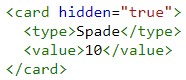 <card hidden="true">
  <type>Spade</type>
  <value>10</value>
</card>